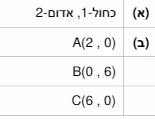 (א) כחול-1, אדום-2
(ב) A(2 , 0)
B(0 , 6)
C(6 , 0)